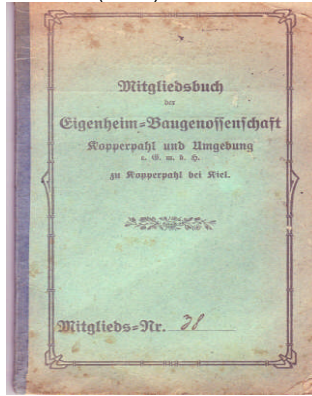 Mitgliedsbuch
der
Eigenheim=Baugenossenschaft
Kopperpahl und Umgebung
e. G. m. b. H.
zu Kopperpahl bei Kiel.
Mitglieds=Nr. 38